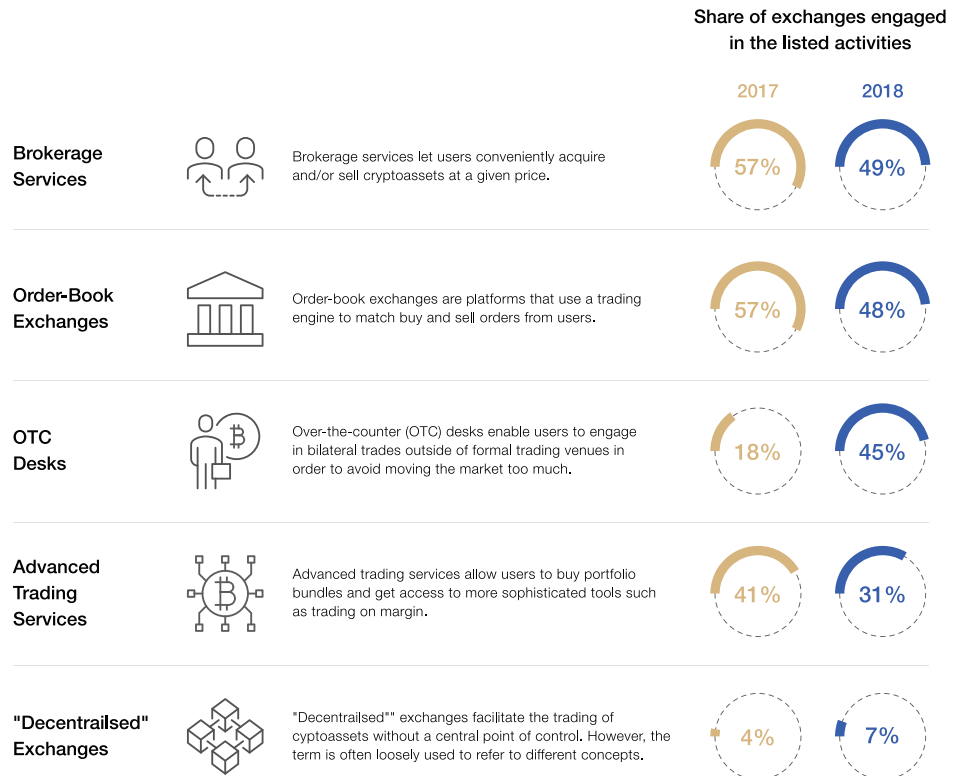 Share of exchanges engaged
in the listed activities
2017
2018
Brokerage
Services
Brokerage services let users conveniently acquire
and/or sell cryptoassets at a given price.
57%
49%
Order-Book
Exchanges
Order-book exchanges are platforms that use a trading
engine to match buy and sell orders from users.
57%
48%
OTC
Desks
Over-the-counter (OTC) desks enable users to engage
in bilateral trades outside of formal trading venues in
order to avoid moving the market too much.
18%
45%
Advanced
Trading
Services
Advanced trading services allow users to buy portfolio
bundles and get access to more sophisticated tools such
as trading on margin.
41%
31%
"Decentrailsed"
Exchanges
"Decentrailsed"" exchanges facilitate the trading of
cyptoassets without a central point of control. However, the
term is often loosely used to refer to different concepts.
4%
7%